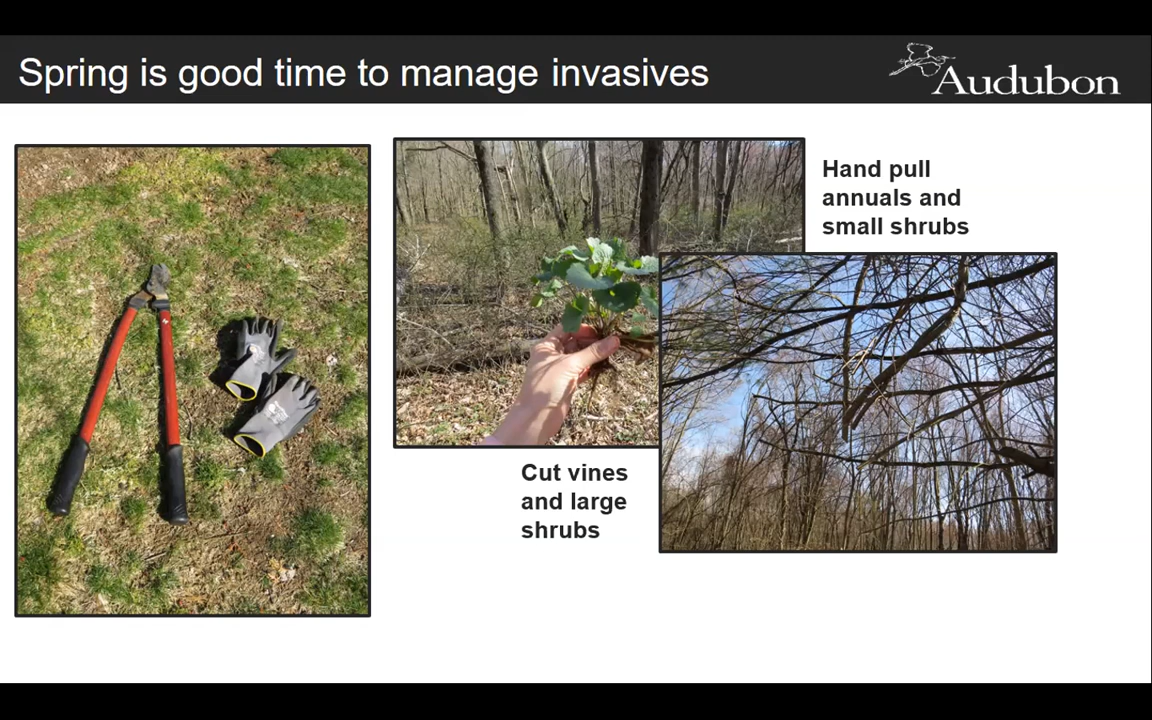 Spring is good time to manage invasives
Audubon
Hand pull
annuals and
small shrubs
Cut vines
and large
shrubs